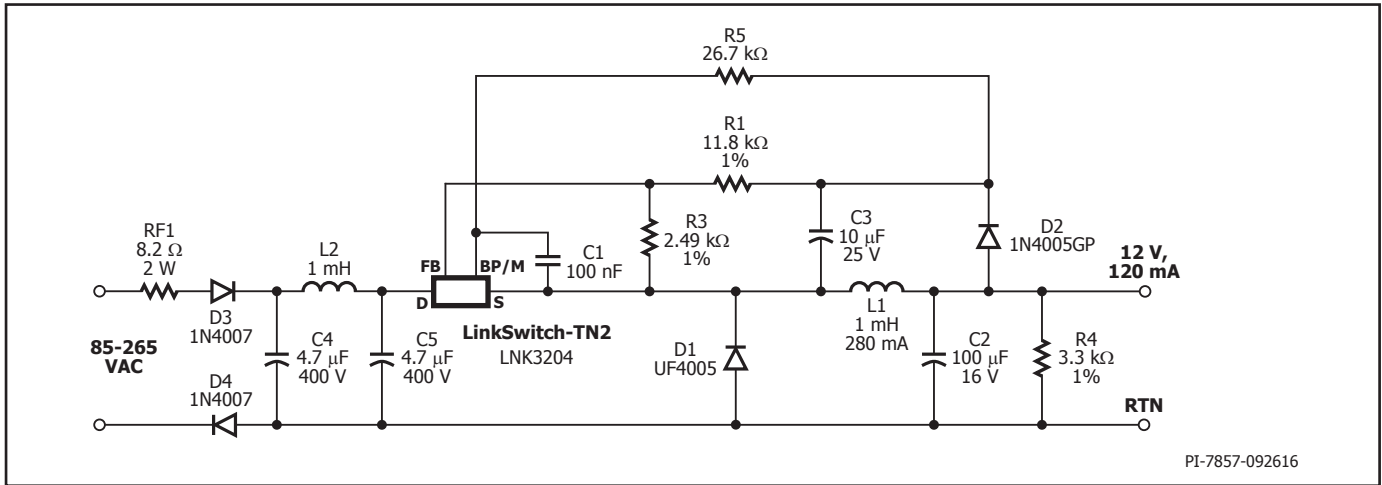 R5
26.7 kΩ
R1
11.8 kΩ
1%
RF1
8.2 Ω
2 W
L2
1 mH
FB
BP/M
D
S
C1
100 nF
R3
2.49 kΩ
1%
C3
10 µF
25 V
D2
1N4005GP
12 V,
120 mA
D3
1N4007
85-265
VAC
C4
4.7 µF
400 V
C5
4.7 µF
400 V
LinkSwitch-TN2
LNK3204
D1
UF4005
L1
1 mH
280 mA
C2
100 µF
16 V
R4
3.3 kΩ
1%
D4
1N4007
RTN
PI-7857-092616